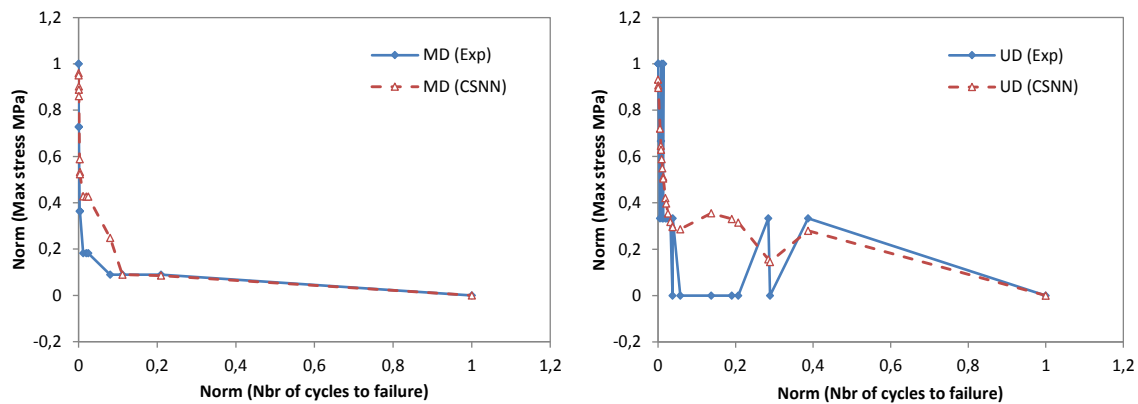 1,2
1
0,8
0,6
0,4
0,2
0
-0,2
Norm (Max stress MPa)
MD (Exp)
MD (CSNN)
0 0,2 0,4 0,6 0,8 1 1,2
Norm (Nbr of cycles to failure)
1,2
1
0,8
0,6
0,4
0,2
0
-0,2
Norm (Max stress MPa)
UD (Exp)
UD (CSNN)
0 0,2 0,4 0,6 0,8 1 1,2
Norm (Nbr of cycles to failure)